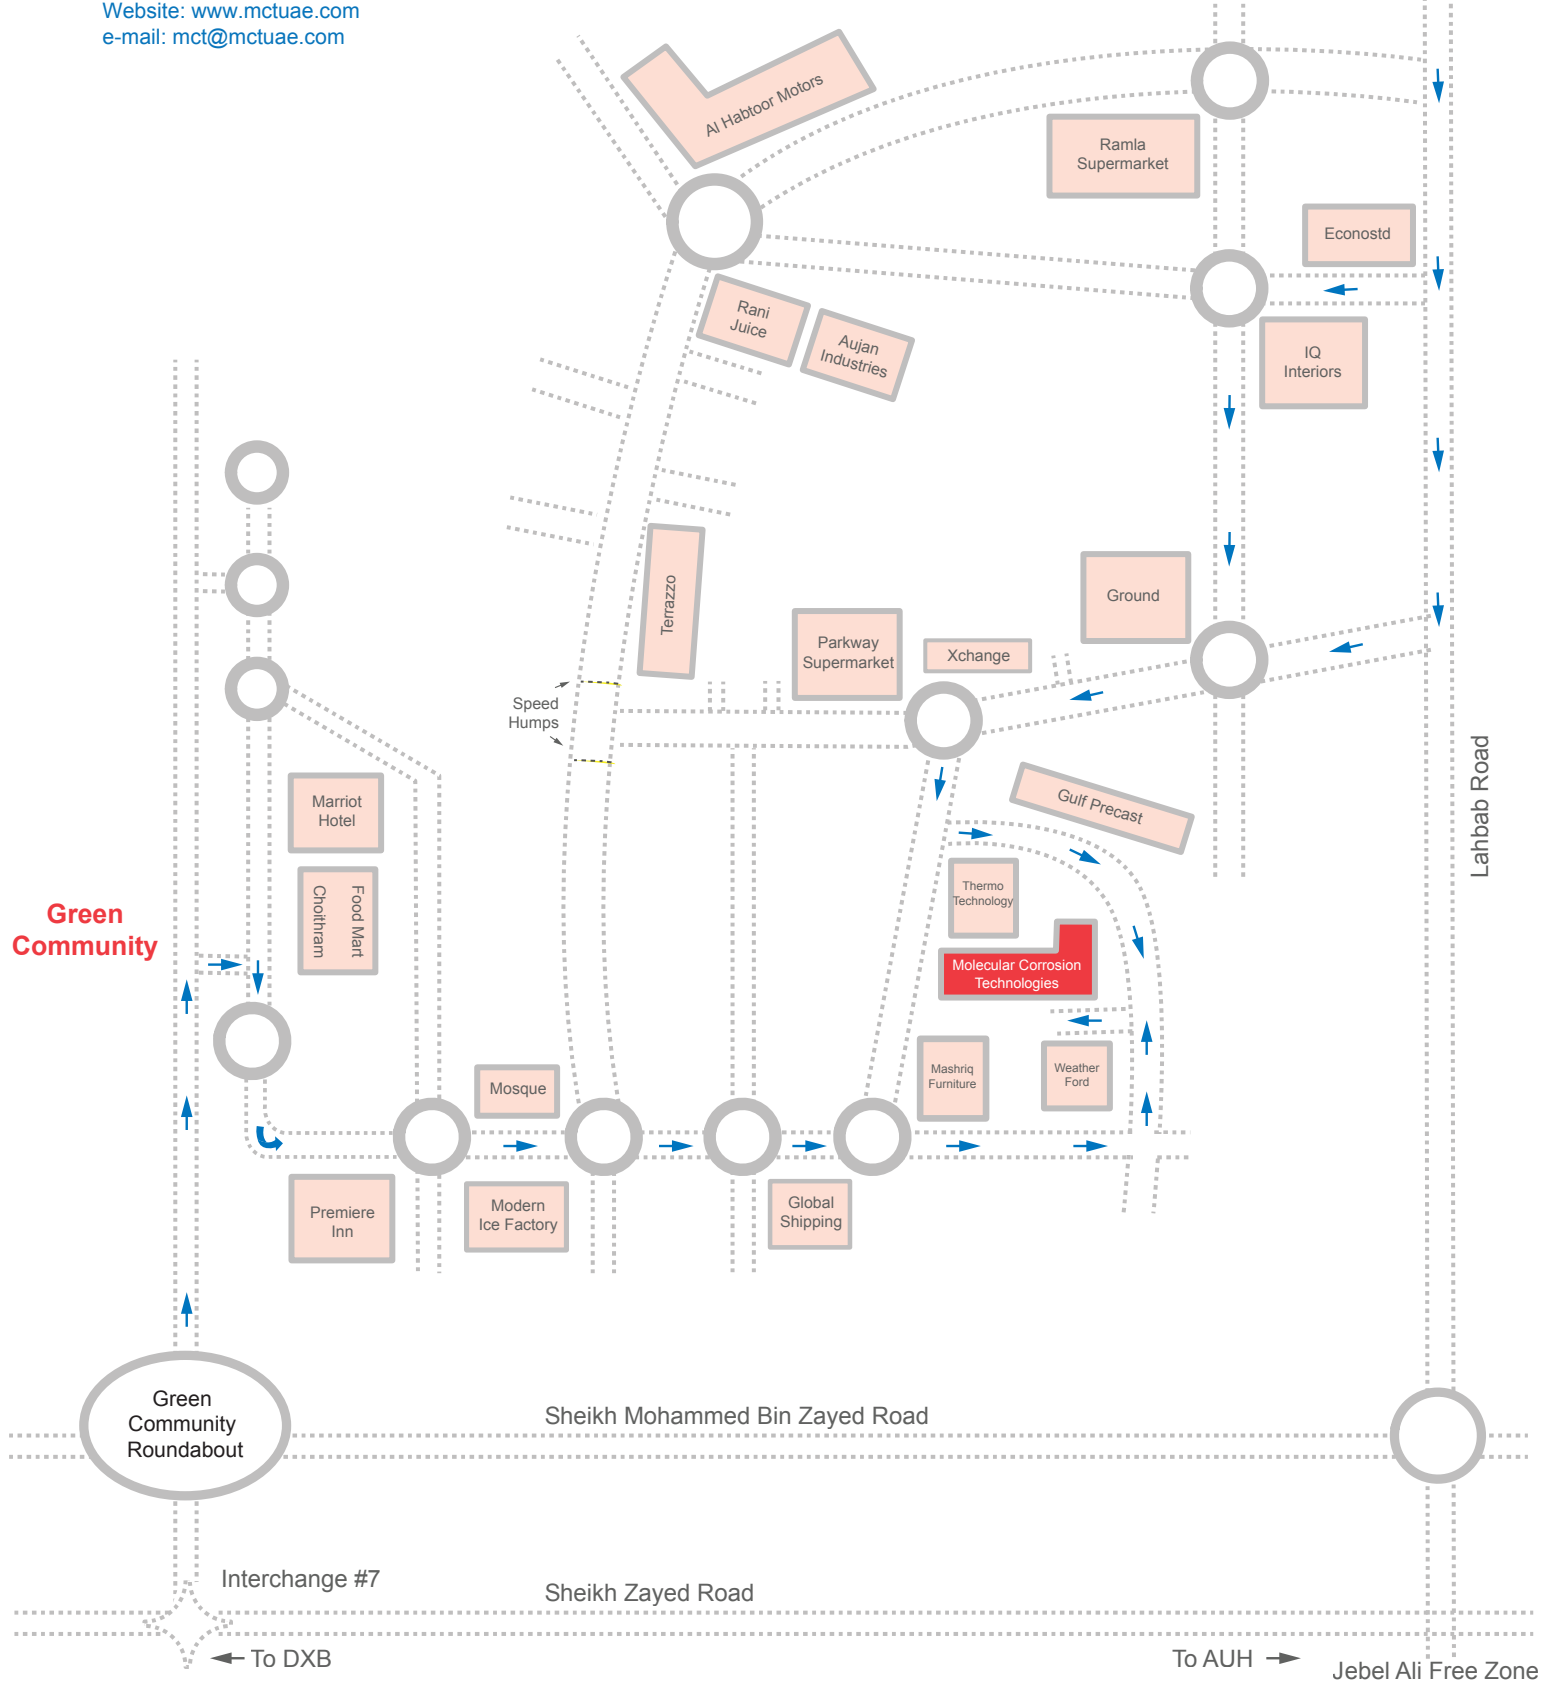 Website: www.mctuae.com
e-mail: mct@mctuae.com
Al Habtoor Motors
Ramla
Supermarket
Econostd
Rani
Juice
Aujan
Industries
IQ
Interiors
Terrazzo
Ground
Parkway
Supermarket
Xchange
Speed
Humps
Lahbab Road
Marriot
Hotel
Gulf Precast
Food Mart
Choithram
Thermo
Technology
Green
Community
Molecular Corrosion
Technologies
Mosque
Mashriq
Furniture
Weather
Ford
Premiere
Inn
Modern
Ice Factory
Global
Shipping
Green
Community
Roundabout
Sheikh Mohammed Bin Zayed Road
Interchange #7
Sheikh Zayed Road
To DXB
To AUH
Jebel Ali Free Zone